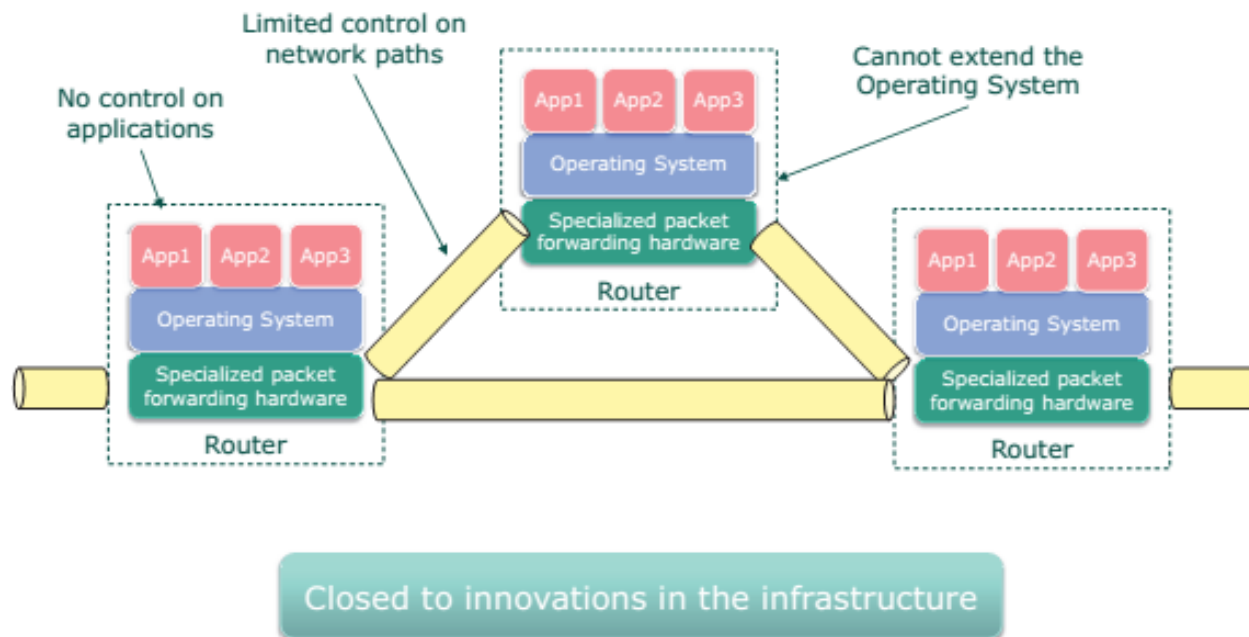 Limited control on
network paths
Cannot extend the
Operating System
No control on
applications
App1 App2 App3
Operating System
Specialized packet
forwarding hardware
Router
App1 App2 App3
Operating System
Specialized packet
forwarding hardware
Router
App1 App2 App3
Operating System
Specialized packet
forwarding hardware
Router
Closed to innovations in the infrastructure